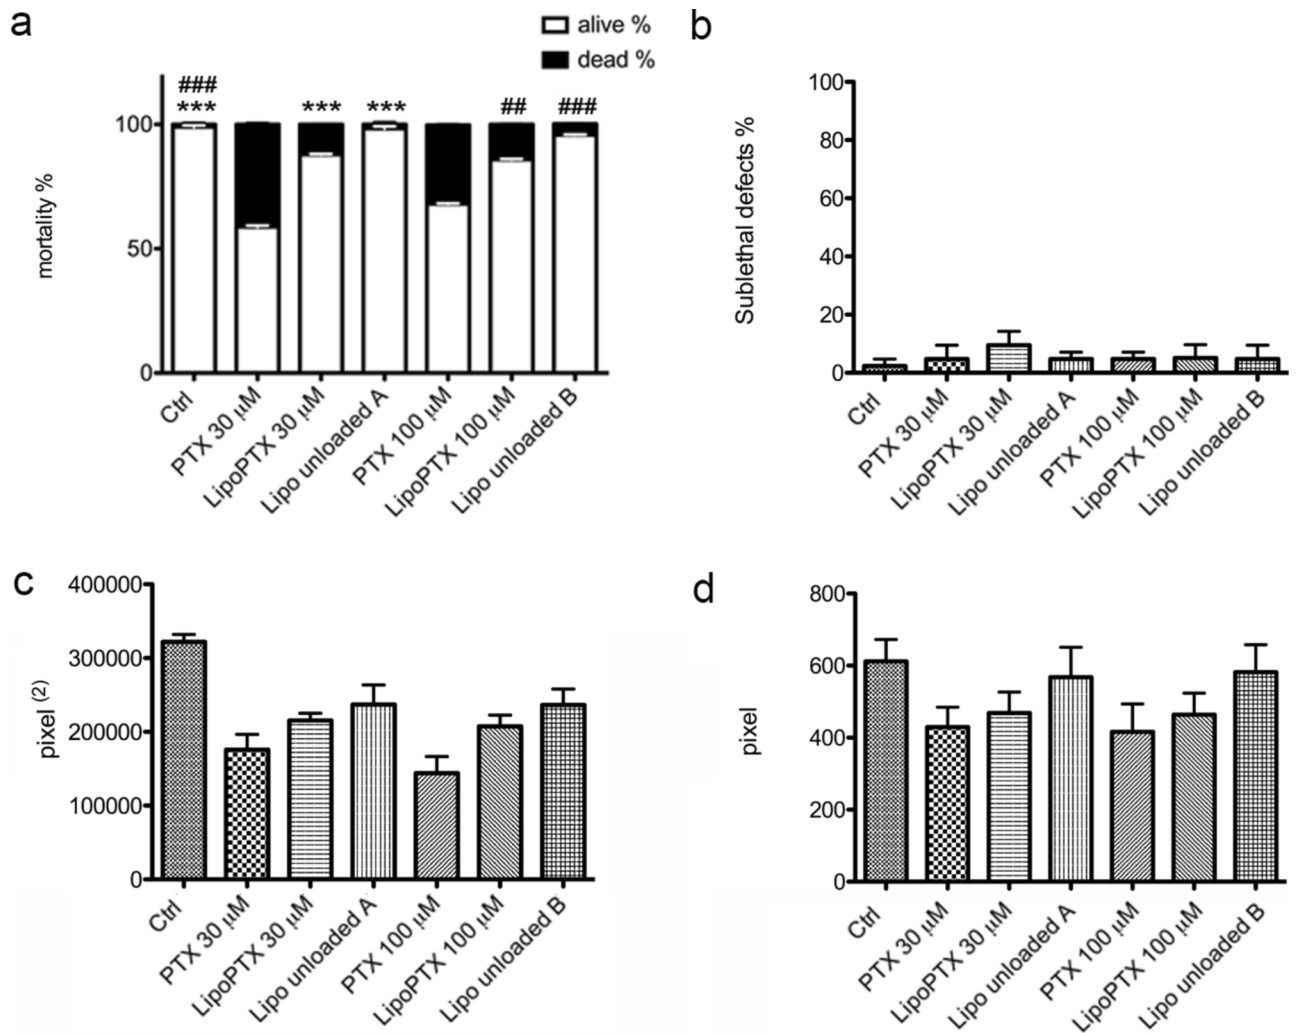 a
alive %
dead %
mortality %
###
***
***
***
##
###
100
50
0
Ctrl
PTX 30 μM
LipoPTX 30 μM
Lipo unloaded A
PTX 100 μM
LipoPTX 100 μM
Lipo unloaded B
b
Sublethal defects %
100
80
60
40
20
0
Ctrl
PTX 30 μM
LipoPTX 30 μM
Lipo unloaded A
PTX 100 μM
LipoPTX 100 μM
Lipo unloaded B
c
pixel (2)
400000
300000
200000
100000
0
Ctrl
PTX 30 μM
LipoPTX 30 μM
Lipo unloaded A
PTX 100 μM
LipoPTX 100 μM
Lipo unloaded B
d
pixel
800
600
400
200
0
Ctrl
PTX 30 μM
LipoPTX 30 μM
Lipo unloaded A
PTX 100 μM
LipoPTX 100 μM
Lipo unloaded B